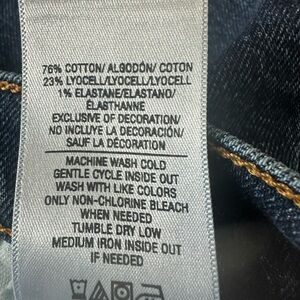 76% COTTON/ ALGODÓN/ COTON
23% LYOCELL/LYOCELL/LYOCELL
1% ELASTANE/ELASTANO/
ÉLASTHANNE
EXCLUSIVE OF DECORATION/
NO INCLUYE LA DECORACIÓN/
SAUF LA DÉCORATION
MACHINE WASH COLD
GENTLE CYCLE INSIDE OUT
WASH WITH LIKE COLORS
ONLY NON-CHLORINE BLEACH
WHEN NEEDED
TUMBLE DRY LOW
MEDIUM IRON INSIDE OUT
IF NEEDED